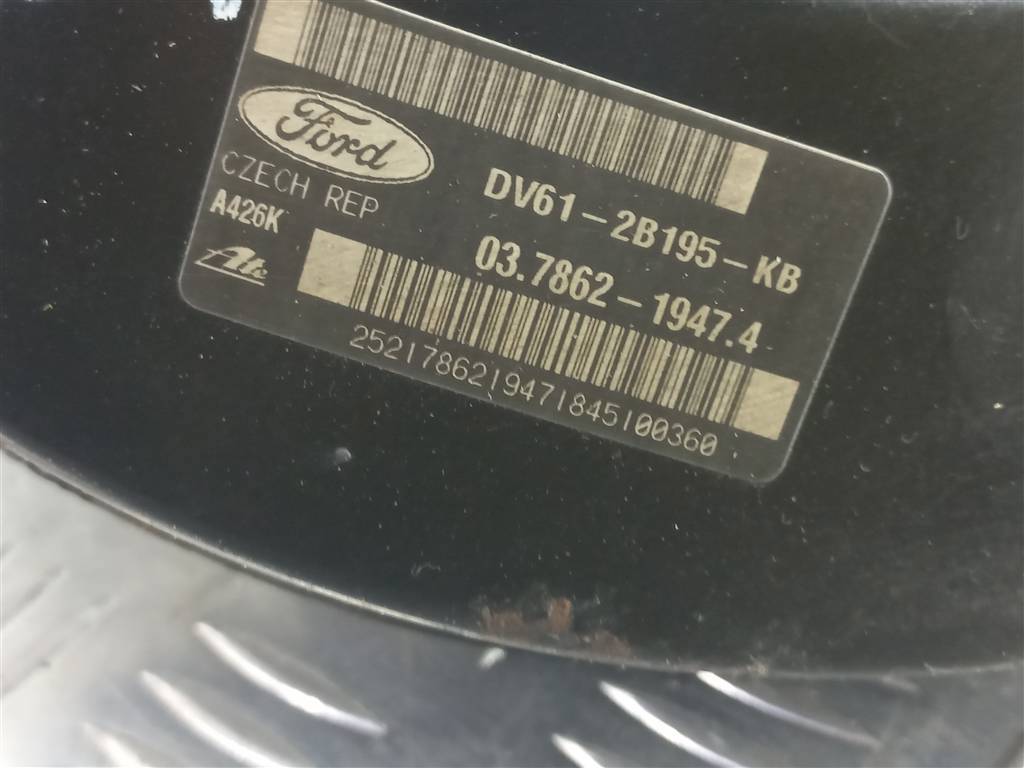 Ford
DV61-2B195-KB
CZECH REP
A426K
03.7862-1947.4
Ate
2521786219471845100360